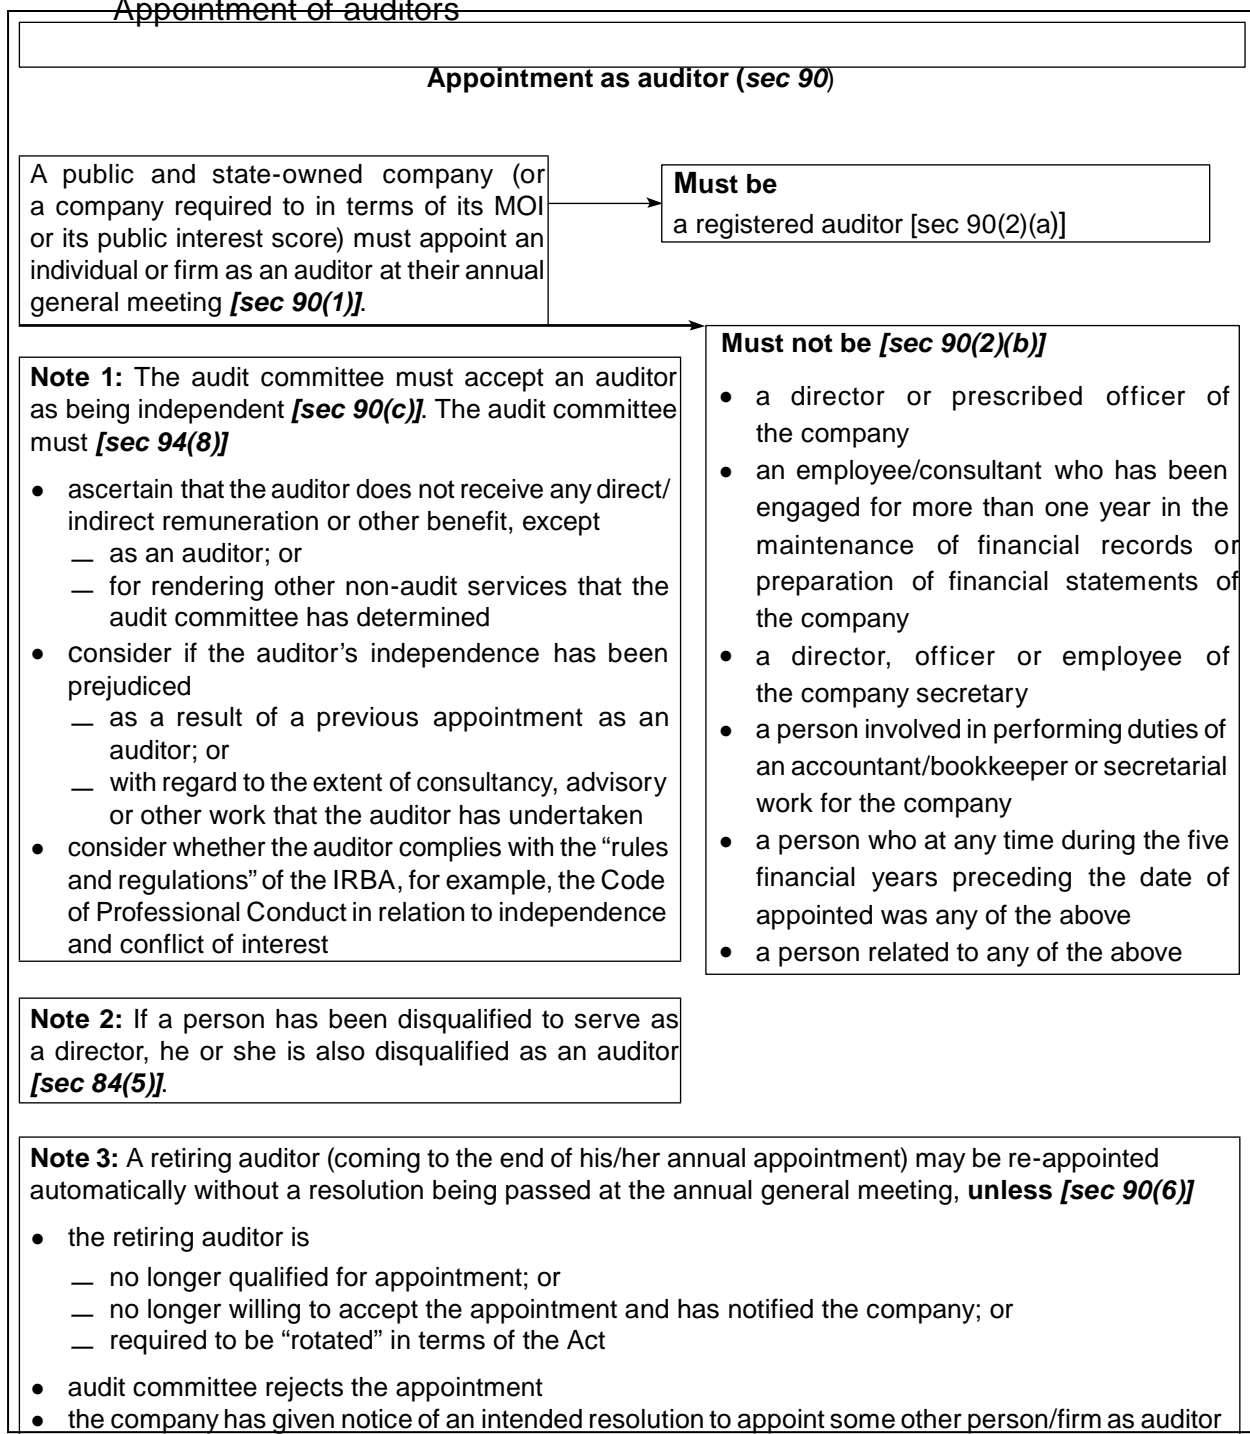 Appointment of auditors
Appointment as auditor (sec 90)
A public and state-owned company (or
a company required to in terms of its MOI
or its public interest score) must appoint an
individual or firm as an auditor at their annual
general meeting [sec 90(1)].
Must be
a registered auditor [sec 90(2)(a)]
Must not be [sec 90(2)(b)]
● a director or prescribed officer of
the company
● an employee/consultant who has been
engaged for more than one year in the
maintenance of financial records or
preparation of financial statements of
the company
● a director, officer or employee of
the company secretary
● a person involved in performing duties of
an accountant/bookkeeper or secretarial
work for the company
● a person who at any time during the five
financial years preceding the date of
appointed was any of the above
● a person related to any of the above
Note 1: The audit committee must accept an auditor
as being independent [sec 90(c)]. The audit committee
must [sec 94(8)]
● ascertain that the auditor does not receive any direct/
indirect remuneration or other benefit, except
— as an auditor; or
— for rendering other non-audit services that the
audit committee has determined
● consider if the auditor’s independence has been
prejudiced
— as a result of a previous appointment as an
auditor; or
— with regard to the extent of consultancy, advisory
or other work that the auditor has undertaken
● consider whether the auditor complies with the “rules
and regulations” of the IRBA, for example, the Code
of Professional Conduct in relation to independence
and conflict of interest
Note 2: If a person has been disqualified to serve as
a director, he or she is also disqualified as an auditor
[sec 84(5)].
Note 3: A retiring auditor (coming to the end of his/her annual appointment) may be re-appointed
automatically without a resolution being passed at the annual general meeting, unless [sec 90(6)]
● the retiring auditor is
— no longer qualified for appointment; or
— no longer willing to accept the appointment and has notified the company; or
— required to be “rotated” in terms of the Act
● audit committee rejects the appointment
● the company has given notice of an intended resolution to appoint some other person/firm as auditor